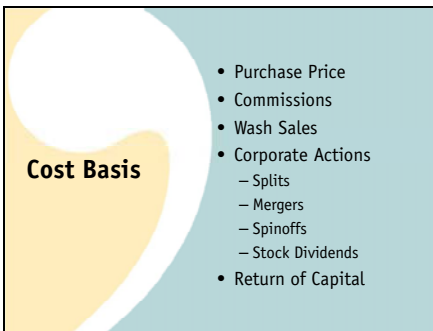 Cost Basis
• Purchase Price
• Commissions
• Wash Sales
• Corporate Actions
– Splits
– Mergers
– Spinoffs
– Stock Dividends
• Return of Capital